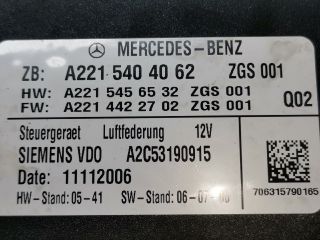 MERCEDES-BENZ
ZB: A221 540 40 62 ZGS 001
HW: A221 545 65 32 ZGS 001
FW: A221 442 27 02 ZGS 001 Q02
Steuergeraet Luftfederung 12V
SIEMENS VDO A2C53190915
Date: 11112006
HW-Stand: 05-41 SW-Stand: 06-07-00
706315790165